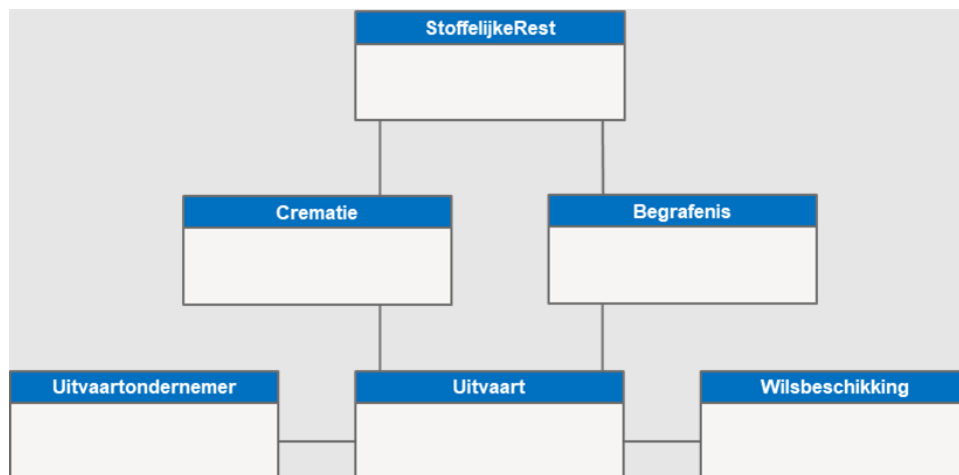 StoffelijkeRest
Crematie
Begrafenis
Uitvaartondernemer
Uitvaart
Wilsbeschikking